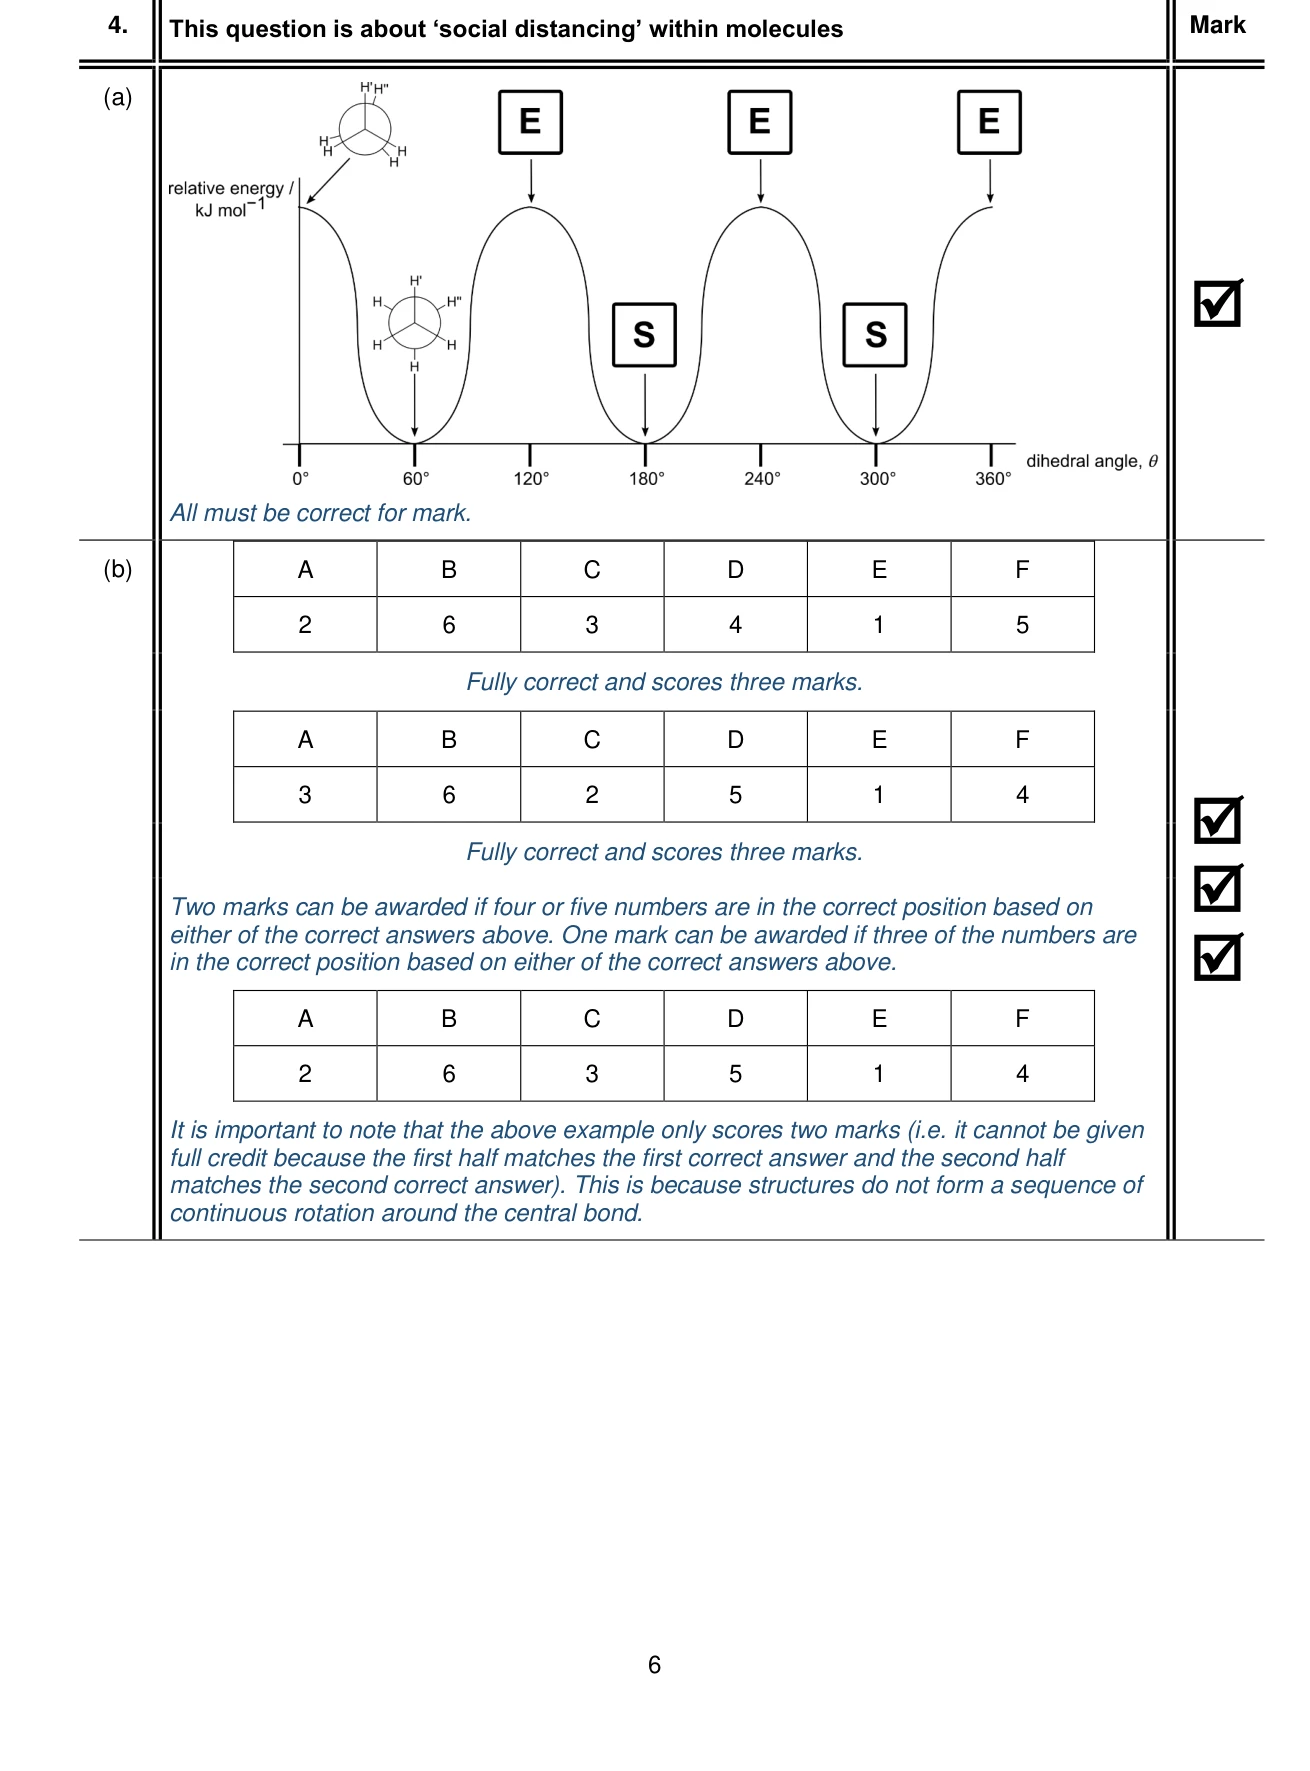 4. This question is about ‘social distancing’ within molecules Mark
(a)
H' H"
H H H H
E E E
relative energy /
kJ mol⁻¹
H'
H H"
H H
H
S S
0° 60° 120° 180° 240° 300° 360°
dihedral angle, θ
All must be correct for mark.
(b)
A B C D E F
2 6 3 4 1 5
Fully correct and scores three marks.
A B C D E F
3 6 2 5 1 4
Fully correct and scores three marks.
Two marks can be awarded if four or five numbers are in the correct position based on
either of the correct answers above. One mark can be awarded if three of the numbers are
in the correct position based on either of the correct answers above.
A B C D E F
2 6 3 5 1 4
It is important to note that the above example only scores two marks (i.e. it cannot be given
full credit because the first half matches the first correct answer and the second half
matches the second correct answer). This is because structures do not form a sequence of
continuous rotation around the central bond.
6